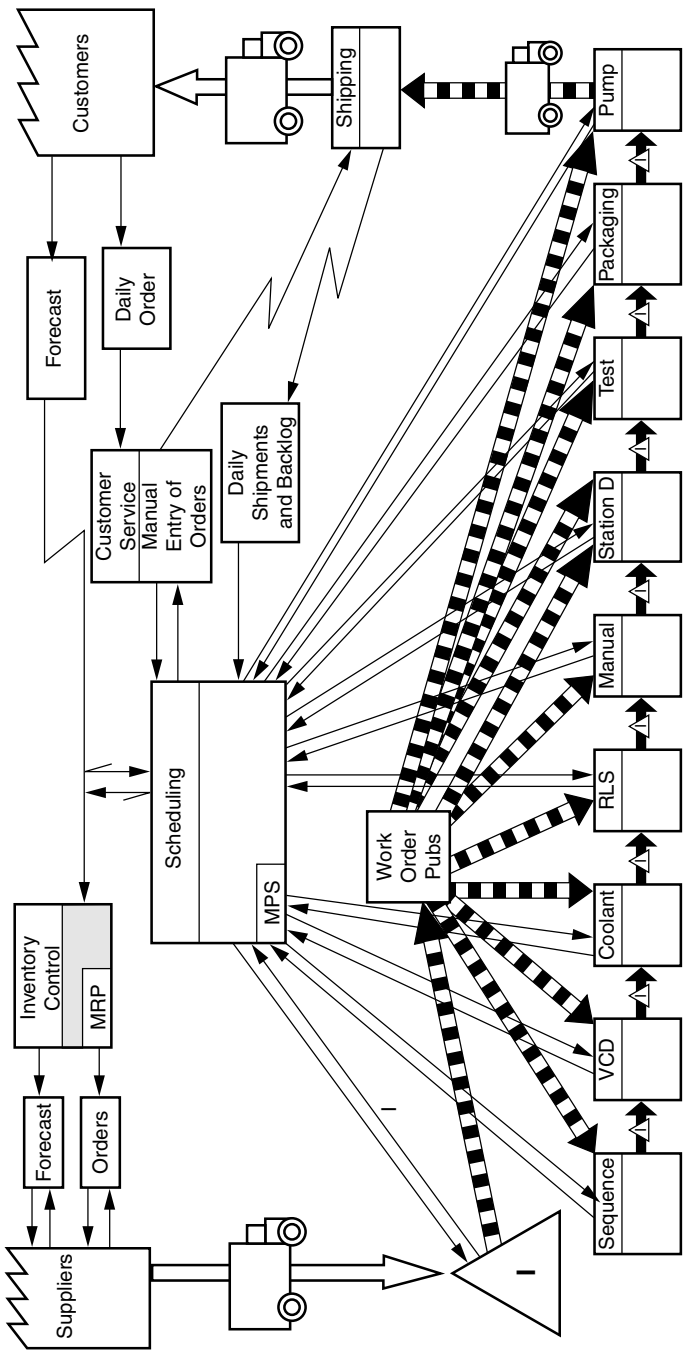 Suppliers
Forecast
Orders
Inventory
Control
MRP
Forecast
Daily
Order
Customers
Customer
Service
Manual
Entry of
Orders
Daily
Shipments
and Backlog
Shipping
Scheduling
MPS
I
I
Work
Order
Pubs
Sequence
I
VCD
I
Coolant
I
RLS
I
Manual
I
Station D
I
Test
I
Packaging
I
Pump